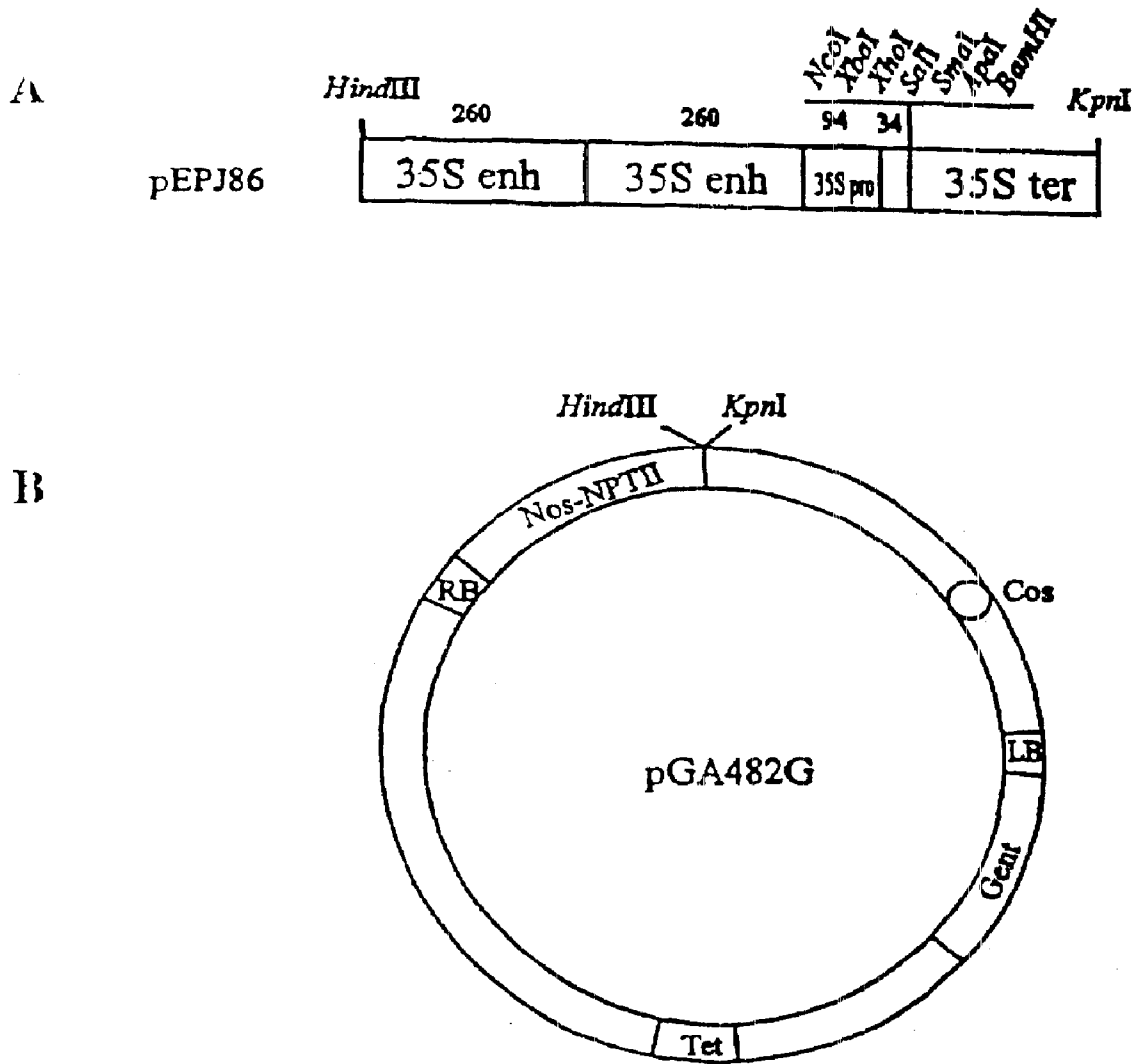 A
HindIII
260
260
NcoI
XbaI
XhoI
SalI
SmaI
ApaI
BamHI
94
34
KpnI
pEPJ86
35S enh
35S enh
35S pro
35S ter
B
HindIII
KpnI
Nos-NPTII
RB
Cos
LB
pGA482G
Gent
Tet